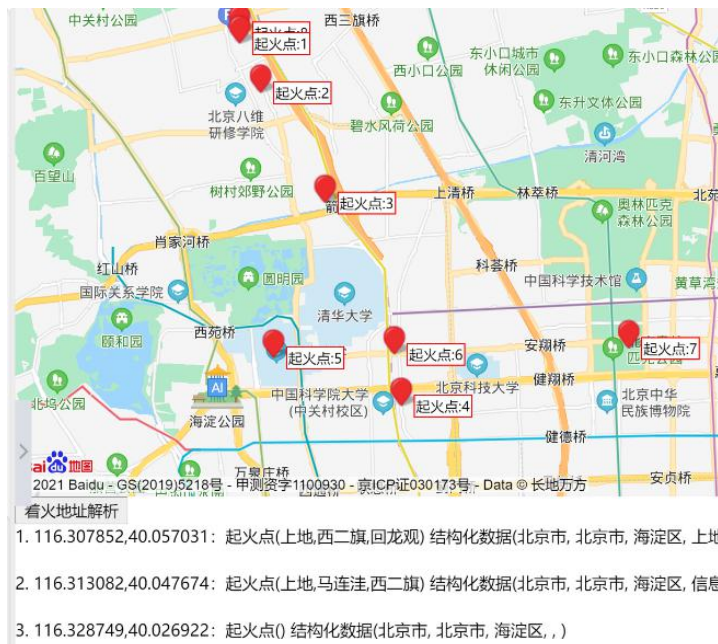 中关村公园
西三旗桥
起火点:1
东小口城市
休闲公园
东小口森林公
西小口公园
起火点:2
北京八维
研修学院
东升文体公园
碧水风荷公园
清河湾
百望山
树村郊野公园
上清桥
林萃桥
北苑
起火点:3
箭
奥林匹克
森林公园
肖家河桥
科荟桥
红山桥
圆明园
中国科学技术馆
黄草湾
国际关系学院
清华大学
颐和园
西苑桥
安翔桥
起火点:5
起火点:6
起火点:7
匹克公园
AI
中国科学院大学
(中关村校区)
北京科技大学
健翔桥
北坞公园
起火点:4
北京中华
民族博物院
海淀公园
健德桥
Bai du 地图
万泉庄桥
安贞桥
2021 Baidu - GS(2019)5218号 - 甲测资字1100930 - 京ICP证030173号 - Data © 长地万方
着火地址解析
1. 116.307852,40.057031：起火点(上地,西二旗,回龙观) 结构化数据(北京市, 北京市, 海淀区, 上地
2. 116.313082,40.047674：起火点(上地,马连洼,西二旗) 结构化数据(北京市, 北京市, 海淀区, 信息
3. 116.328749,40.026922：起火点() 结构化数据(北京市, 北京市, 海淀区, , )